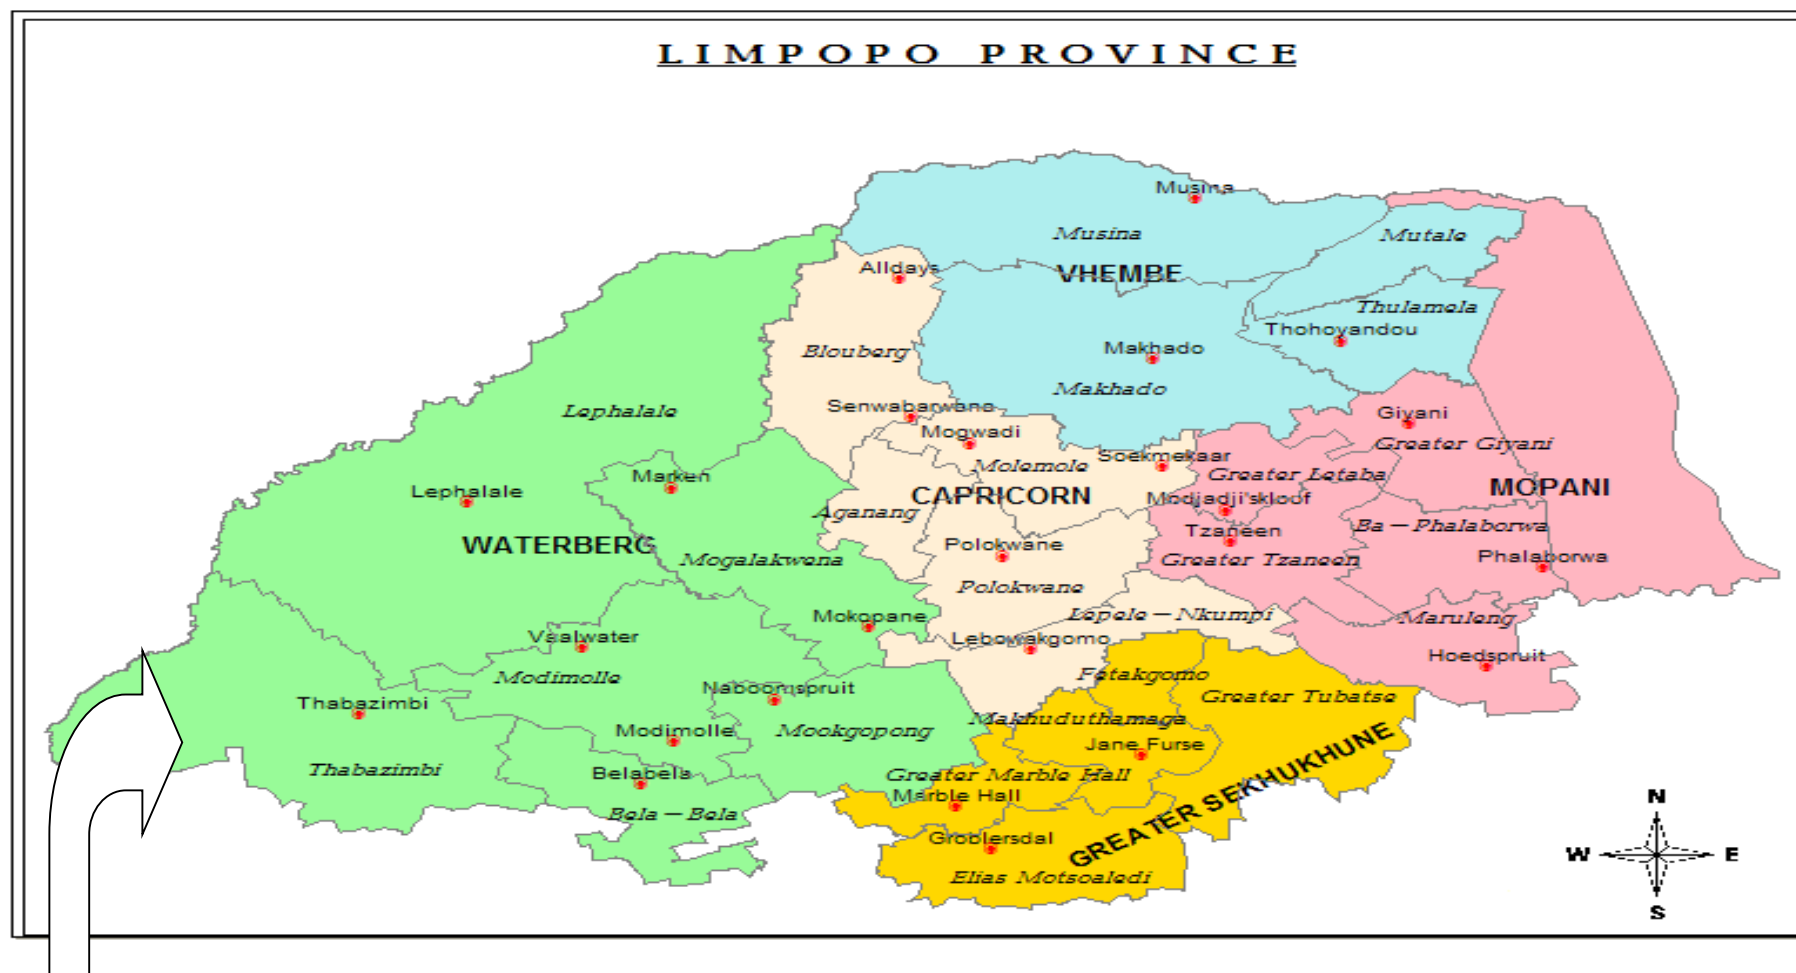 LIMPOPO PROVINCE
Musina
Musina
Mutale
Alldays
VHEMBE
Thulamela
Thohoyandou
Blouberg
Makhado
Makhado
Lephalale
Senwabarwano
Giyani
Mogwadi
Greater Giyani
Soekmekaar
Molemole
Marken
Greater Letaba
Lephalale
CAPRICORN
MOPANI
Modjadji'sklouf
Aganang
Ba-Phalaborwa
Tzaneen
WATERBERG
Polokwane
Mogalakwena
Greater Tzaneen
Phalaborwa
Polokwane
Mokopane
Lepele-Nkumpi
Maruleng
Vaalwater
Lebowakgomo
Hoedspruit
Modimolle
Fetakgomo
Naboomspruit
Greater Tubatse
Thabazimbi
Makhuduthamaga
Modimolle
Mookgopong
Jane Furse
Thabazimbi
Belabela
Greater Marble Hall
Marble Hall
GREATER SEKHUKHUNE
Bela-Bela
Groblersdal
Elias Motsoaledi
N
W E
S